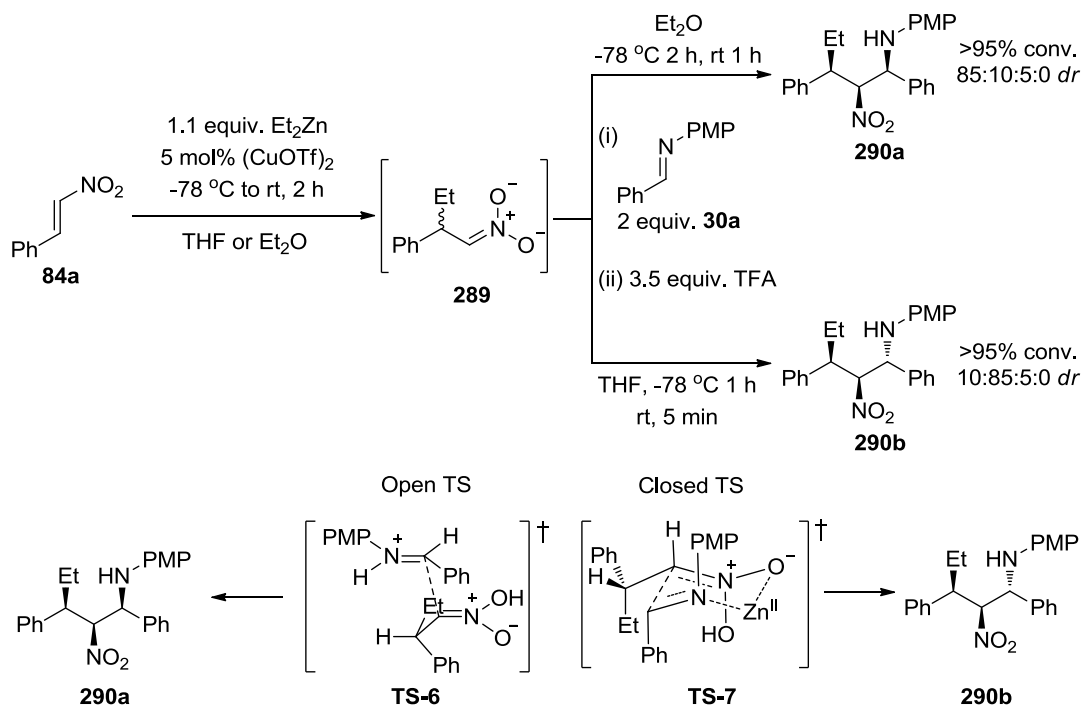 Et₂O
-78 °C 2 h, rt 1 h
Et HN PMP
Ph Ph
NO₂
290a
>95% conv.
85:10:5:0 dr
1.1 equiv. Et₂Zn
5 mol% (CuOTf)₂
-78 °C to rt, 2 h
THF or Et₂O
NO₂
Ph
84a
Et O⁻
N⁺
Ph O⁻
289
(i)
N PMP
Ph
2 equiv. 30a
(ii) 3.5 equiv. TFA
THF, -78 °C 1 h
rt, 5 min
Et HN PMP
Ph Ph
NO₂
290b
>95% conv.
10:85:5:0 dr
Open TS
Closed TS
Et HN PMP
Ph Ph
NO₂
290a
PMP + H
N
H Ph
Et + OH
N
H O⁻
Ph
†
TS-6
H PMP
Ph + O⁻
N
H N
Zn^II
Et HO
Ph
†
TS-7
Et HN PMP
Ph Ph
NO₂
290b